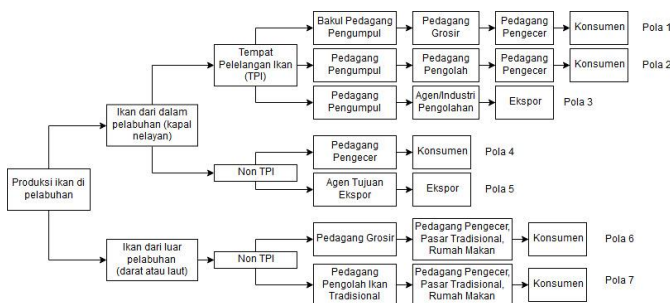 Bakul Pedagang
Pengumpul
Pedagang
Grosir
Pedagang
Pengecer
Konsumen
Pola 1
Tempat
Pelelangan Ikan
(TPI)
Pedagang
Pengumpul
Pedagang
Pengolah
Pedagang
Pengecer
Konsumen
Pola 2
Pedagang
Pengumpul
Agen/Industri
Pengolahan
Ekspor
Pola 3
Ikan dari dalam
pelabuhan (kapal
nelayan)
Non TPI
Pedagang
Pengecer
Konsumen
Pola 4
Agen Tujuan
Ekspor
Ekspor
Pola 5
Produksi ikan di
pelabuhan
Ikan dari luar
pelabuhan
(darat atau laut)
Non TPI
Pedagang Grosir
Pedagang Pengecer,
Pasar Tradisional,
Rumah Makan
Konsumen
Pola 6
Pedagang
Pengolah Ikan
Tradisional
Pedagang Pengecer,
Pasar Tradisional,
Rumah Makan
Konsumen
Pola 7